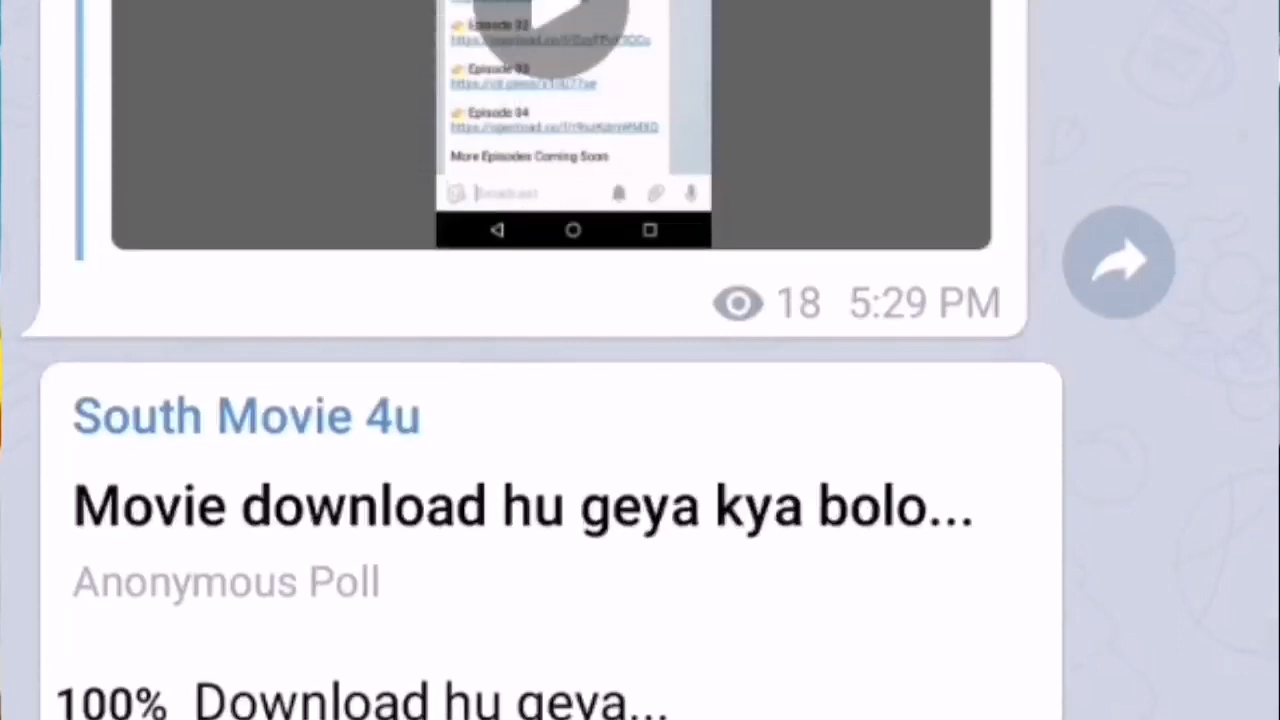 Episode 02
Episode 03
Episode 04
More Episodes Coming Soon
Broadcast
18 5:29 PM
South Movie 4u
Movie download hu geya kya bolo...
Anonymous Poll
100% Download hu geya...